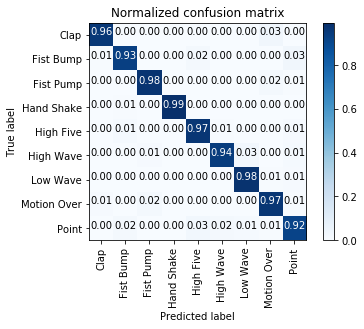 Normalized confusion matrix
True label
Clap 0.96 0.00 0.00 0.00 0.00 0.00 0.00 0.03 0.00
Fist Bump 0.01 0.93 0.00 0.00 0.02 0.00 0.00 0.00 0.03
Fist Pump 0.00 0.00 0.98 0.00 0.00 0.00 0.00 0.02 0.01
Hand Shake 0.00 0.01 0.00 0.99 0.00 0.00 0.00 0.00 0.00
High Five 0.00 0.01 0.00 0.00 0.97 0.01 0.00 0.00 0.01
High Wave 0.00 0.01 0.00 0.00 0.00 0.94 0.03 0.00 0.01
Low Wave 0.00 0.00 0.00 0.00 0.00 0.00 0.98 0.01 0.01
Motion Over 0.00 0.01 0.02 0.00 0.00 0.00 0.00 0.97 0.01
Point 0.00 0.02 0.00 0.00 0.03 0.02 0.01 0.01 0.92
Clap
Fist Bump
Fist Pump
Hand Shake
High Five
High Wave
Low Wave
Motion Over
Point
Predicted label
0.8
0.6
0.4
0.2
0.0